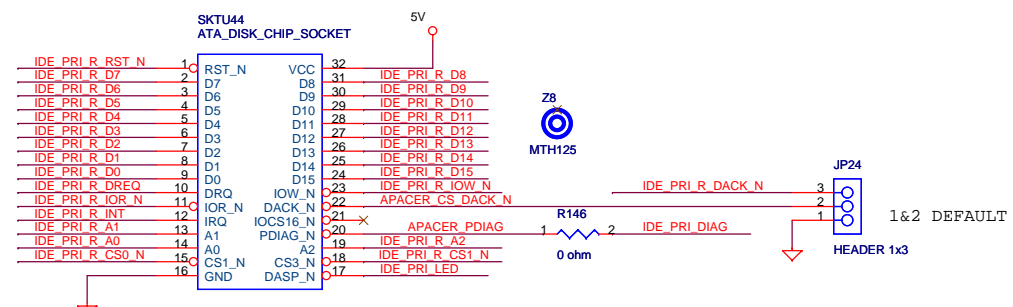 SKTU44
ATA_DISK_CHIP_SOCKET
5V
IDE_PRI_R_RST_N 1 RST_N VCC 32
IDE_PRI_R_D7 2 D7 D8 31 IDE_PRI_R_D8
IDE_PRI_R_D6 3 D6 D9 30 IDE_PRI_R_D9
IDE_PRI_R_D5 4 D5 D10 29 IDE_PRI_R_D10
IDE_PRI_R_D4 5 D4 D11 28 IDE_PRI_R_D11
IDE_PRI_R_D3 6 D3 D12 27 IDE_PRI_R_D12
IDE_PRI_R_D2 7 D2 D13 26 IDE_PRI_R_D13
IDE_PRI_R_D1 8 D1 D14 25 IDE_PRI_R_D14
IDE_PRI_R_D0 9 D0 D15 24 IDE_PRI_R_D15
IDE_PRI_R_DREQ 10 DRQ IOW_N 23 IDE_PRI_R_IOW_N
IDE_PRI_R_IOR_N 11 IOR_N DACK_N 22 APACER_CS_DACK_N
IDE_PRI_R_INT 12 IRQ IOCS16_N 21
IDE_PRI_R_A1 13 A1 PDIAG_N 20 APACER_PDIAG
IDE_PRI_R_A0 14 A0 A2 19 IDE_PRI_R_A2
IDE_PRI_R_CS0_N 15 CS1_N CS3_N 18 IDE_PRI_R_CS1_N
16 GND DASP_N 17 IDE_PRI_LED
Z8
MTH125
R146
1 2 IDE_PRI_DIAG
0 ohm
JP24
IDE_PRI_R_DACK_N 3
2
1
1&2 DEFAULT
HEADER 1x3